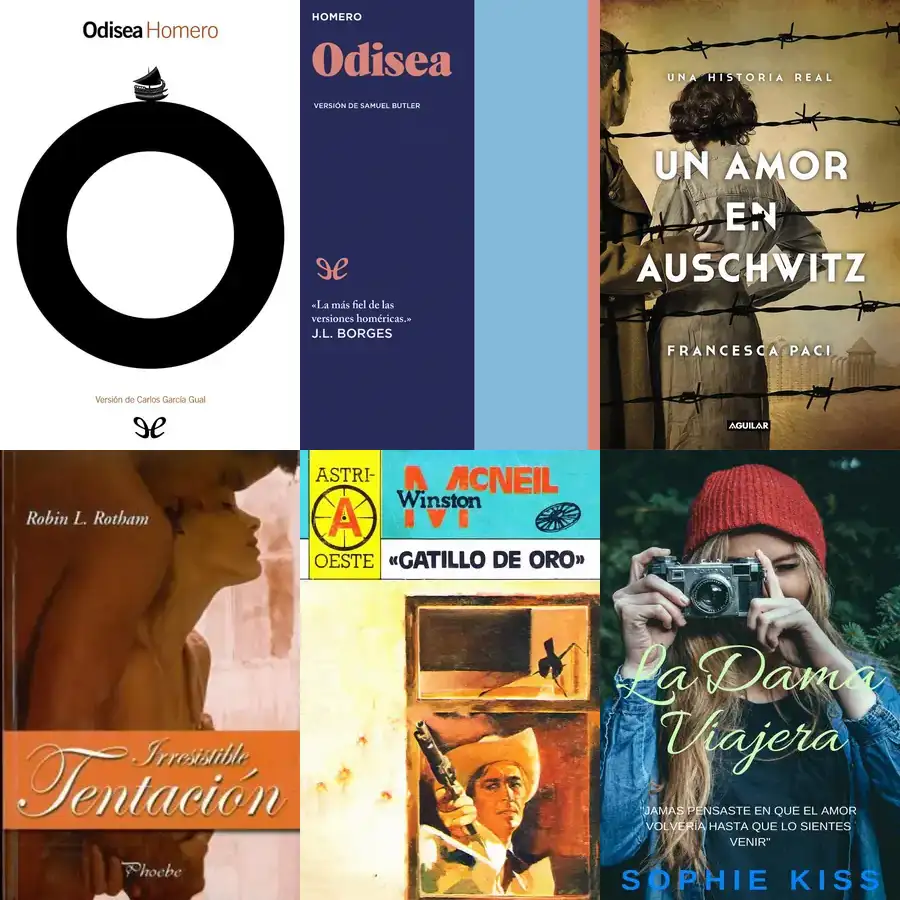 Odisea Homero
Versión de Carlos García Gual
HOMERO
Odisea
VERSIÓN DE SAMUEL BUTLER
«La más fiel de las
versiones homéricas.»
J.L. BORGES
UNA HISTORIA REAL
UN AMOR
EN
AUSCHWITZ
FRANCESCA PACI
AGUILAR
Robin L. Rotham
Irresistible
Tentación
Phoebe
ASTRI-
A
OESTE
M MCNEIL
Winston
«GATILLO DE ORO»
La Dama
Viajera
"JAMAS PENSASTE EN QUE EL AMOR
VOLVERÍA HASTA QUE LO SIENTES
VENIR"
SOPHIE KISS